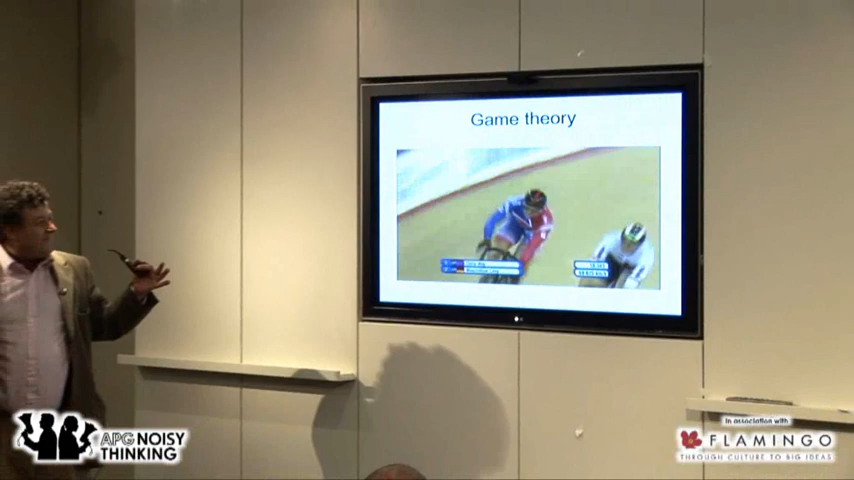 Game theory
APG NOISY
THINKING
In association with
FLAMINGO
THROUGH CULTURE TO BIG IDEAS